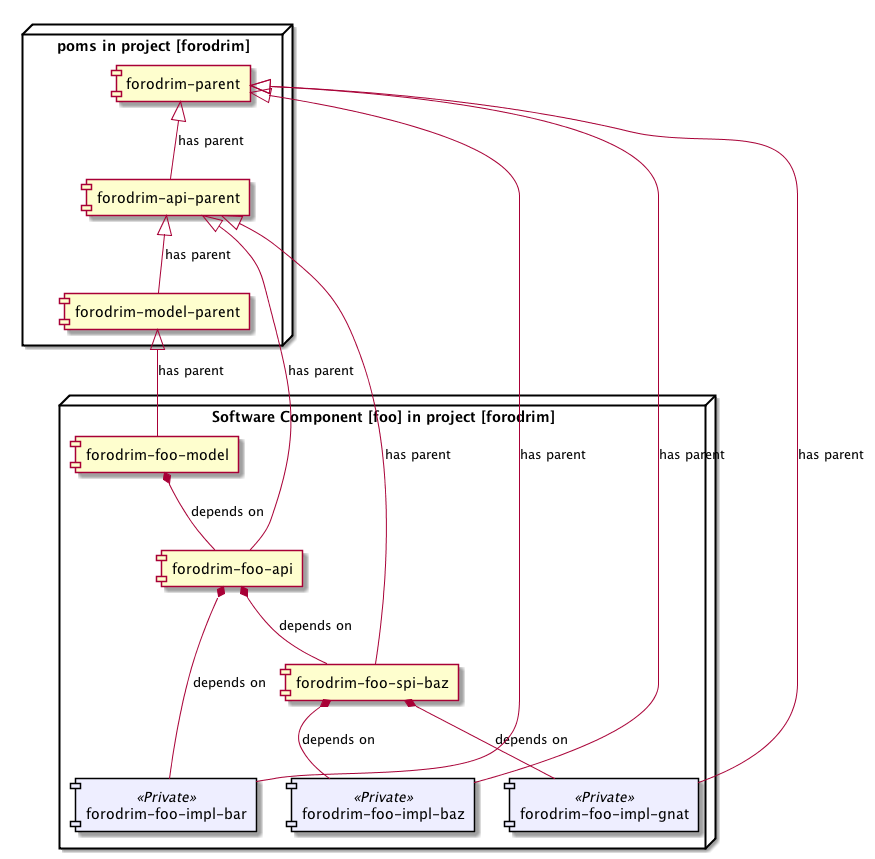 poms in project [forodrim]
forodrim-parent
has parent
forodrim-api-parent
has parent
forodrim-model-parent
has parent
has parent
Software Component [foo] in project [forodrim]
forodrim-foo-model
has parent
has parent
has parent
has parent
depends on
forodrim-foo-api
depends on
depends on
forodrim-foo-spi-baz
depends on
depends on
«Private»
forodrim-foo-impl-bar
«Private»
forodrim-foo-impl-baz
«Private»
forodrim-foo-impl-gnat